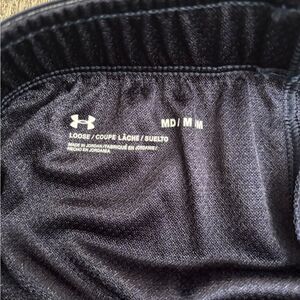 MD / M M
LOOSE / COUPE LÂCHE / SUELTO
MADE IN JORDAN / FABRIQUÉ EN JORDANIE /
HECHO EN JORDANIA